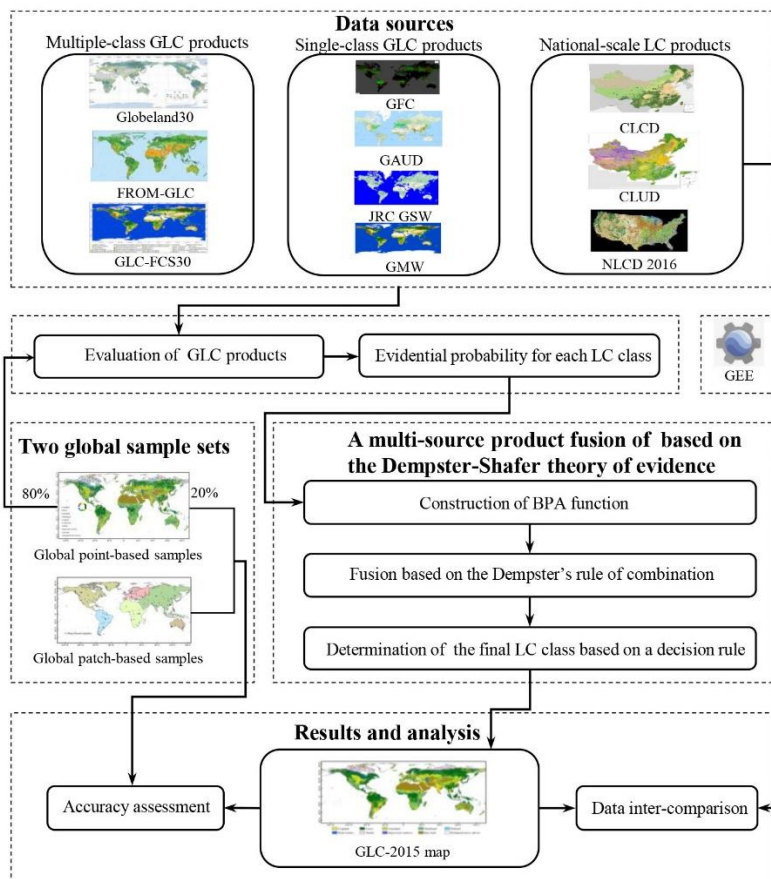 Data sources
Multiple-class GLC products
Single-class GLC products
National-scale LC products
Globeland30
FROM-GLC
GLC-FCS30
GFC
GAUD
JRC GSW
GMW
CLCD
CLUD
NLCD 2016
Evaluation of GLC products
Evidential probability for each LC class
GEE
Two global sample sets
80%
20%
Global point-based samples
Global patch-based samples
A multi-source product fusion of based on
the Dempster-Shafer theory of evidence
Construction of BPA function
Fusion based on the Dempster's rule of combination
Determination of the final LC class based on a decision rule
Results and analysis
Accuracy assessment
GLC-2015 map
Data inter-comparison